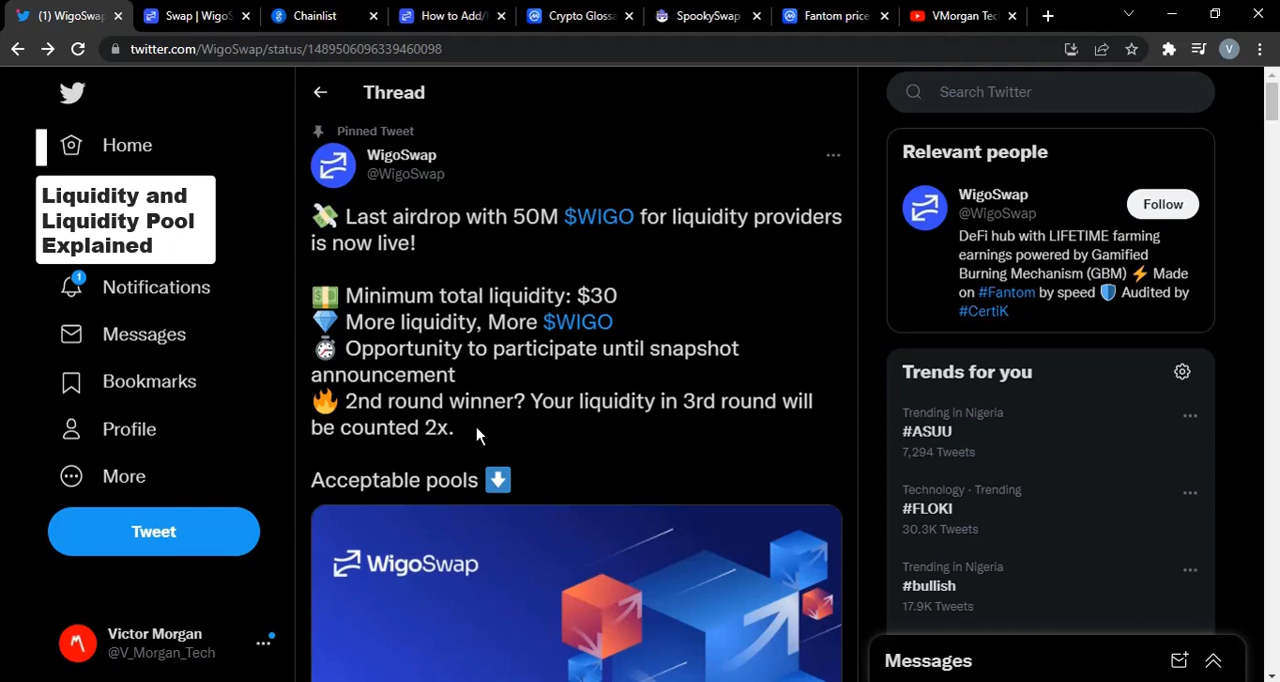 (1) WigoSwap
Swap | WigoS
Chainlist
How to Add/
Crypto Gloss
SpookySwap
Fantom price
VMorgan Tec
twitter.com/WigoSwap/status/1489506096339460098
V
Home
Liquidity and
Liquidity Pool
Explained
1
Notifications
Messages
Bookmarks
Profile
More
Tweet
Victor Morgan
@V_Morgan_Tech
Thread
Pinned Tweet
WigoSwap
@WigoSwap
Last airdrop with 50M $WIGO for liquidity providers
is now live!
Minimum total liquidity: $30
More liquidity, More $WIGO
Opportunity to participate until snapshot
announcement
2nd round winner? Your liquidity in 3rd round will
be counted 2x.
Acceptable pools
WigoSwap
Search Twitter
Relevant people
WigoSwap
@WigoSwap
Follow
DeFi hub with LIFETIME farming
earnings powered by Gamified
Burning Mechanism (GBM) ⚡ Made
on #Fantom by speed 🛡 Audited by
#CertiK
Trends for you
Trending in Nigeria
#ASUU
7,294 Tweets
Technology · Trending
#FLOKI
30.3K Tweets
Trending in Nigeria
#bullish
17.9K Tweets
Messages